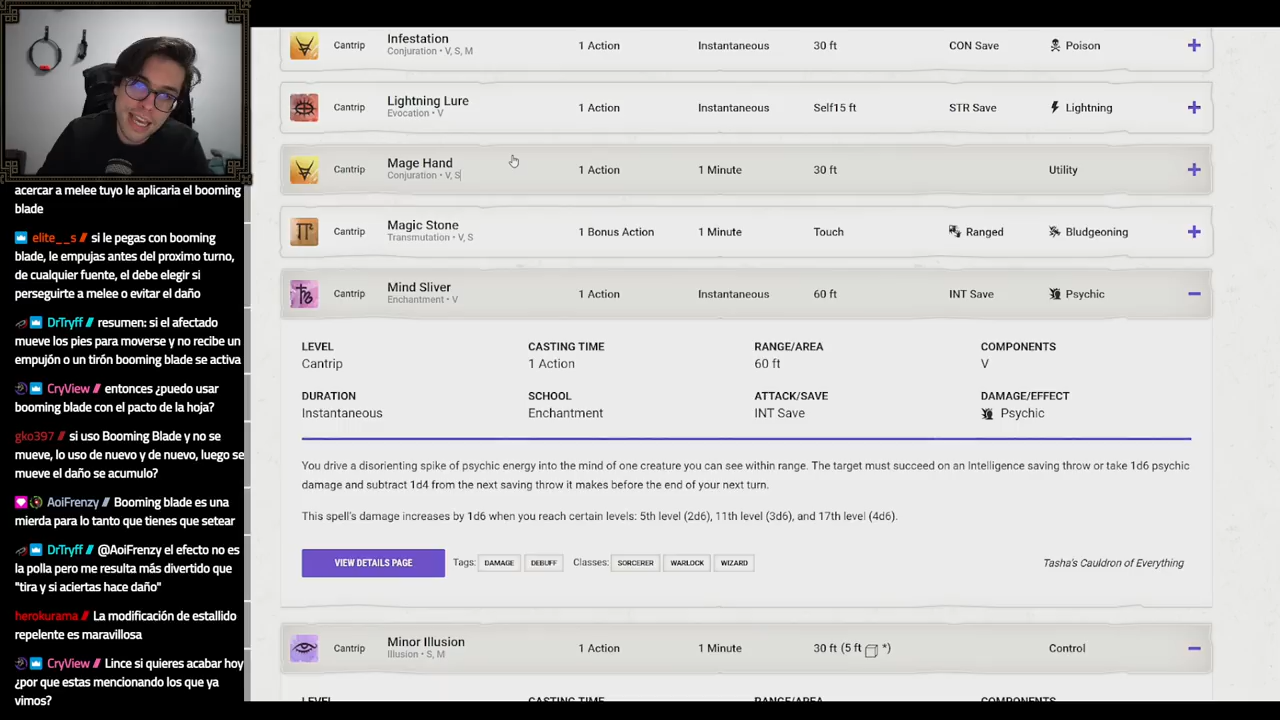 acercar a melee tuyo le aplicaria el booming
blade
elite__s // si le pegas con booming
blade, le empujas antes del proximo turno,
de cualquier fuente, el debe elegir si
perseguirte a melee o evitar el daño
DrTryff // resumen: si el afectado
mueve los pies para moverse y no recibe un
empujón o un tirón booming blade se activa
CryView // entonces ¿puedo usar
booming blade con el pacto de la hoja?
gko397 // si uso Booming Blade y no se
mueve, lo uso de nuevo y de nuevo, luego se
mueve el daño se acumulo?
AoiFrenzy // Booming blade es una
mierda para lo tanto que tienes que setear
DrTryff // @AoiFrenzy el efecto no es
la polla pero me resulta más divertido que
"tira y si aciertas hace daño"
herokurama // La modificación de estallido
repelente es maravillosa
CryView // Lince si quieres acabar hoy
¿por que estas mencionando los que ya
vimos?
Cantrip Infestation 1 Action Instantaneous 30 ft CON Save Poison +
Conjuration • V, S, M
Cantrip Lightning Lure 1 Action Instantaneous Self15 ft STR Save Lightning +
Evocation • V
Cantrip Mage Hand 1 Action 1 Minute 30 ft Utility +
Conjuration • V, S
Cantrip Magic Stone 1 Bonus Action 1 Minute Touch Ranged Bludgeoning +
Transmutation • V, S
Cantrip Mind Sliver 1 Action Instantaneous 60 ft INT Save Psychic −
Enchantment • V
LEVEL CASTING TIME RANGE/AREA COMPONENTS
Cantrip 1 Action 60 ft V
DURATION SCHOOL ATTACK/SAVE DAMAGE/EFFECT
Instantaneous Enchantment INT Save Psychic
You drive a disorienting spike of psychic energy into the mind of one creature you can see within range. The target must succeed on an Intelligence saving throw or take 1d6 psychic
damage and subtract 1d4 from the next saving throw it makes before the end of your next turn.
This spell's damage increases by 1d6 when you reach certain levels: 5th level (2d6), 11th level (3d6), and 17th level (4d6).
VIEW DETAILS PAGE Tags: DAMAGE DEBUFF Classes: SORCERER WARLOCK WIZARD Tasha's Cauldron of Everything
Cantrip Minor Illusion 1 Action 1 Minute 30 ft (5 ft *) Control −
Illusion • S, M
LEVEL CASTING TIME RANGE/AREA COMPONENTS